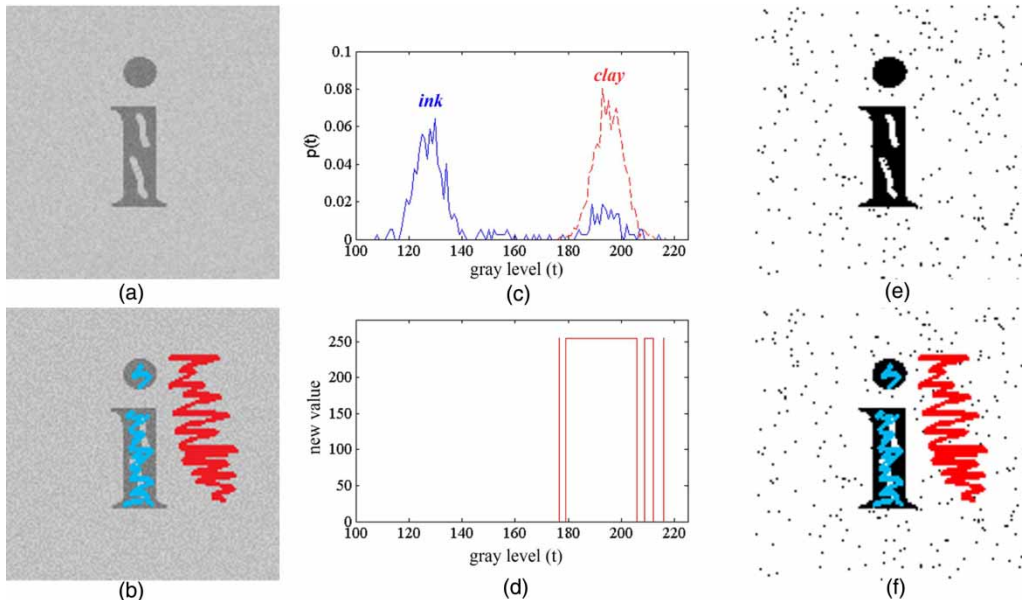 i
(a)
0.1
0.08
0.06
0.04
0.02
0
p(t)
ink
clay
100 120 140 160 180 200 220
gray level (t)
(c)
i
(e)
i
(b)
250
200
150
100
50
0
new value
100 120 140 160 180 200 220
gray level (t)
(d)
i
(f)